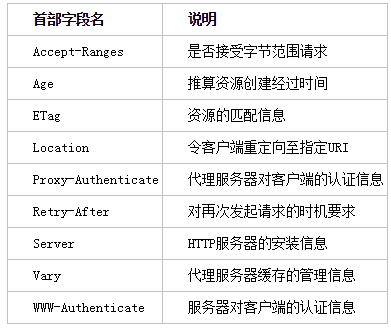 首部字段名 说明
Accept-Ranges 是否接受字节范围请求
Age 推算资源创建经过时间
ETag 资源的匹配信息
Location 令客户端重定向至指定URI
Proxy-Authenticate 代理服务器对客户端的认证信息
Retry-After 对再次发起请求的时机要求
Server HTTP服务器的安装信息
Vary 代理服务器缓存的管理信息
WWW-Authenticate 服务器对客户端的认证信息